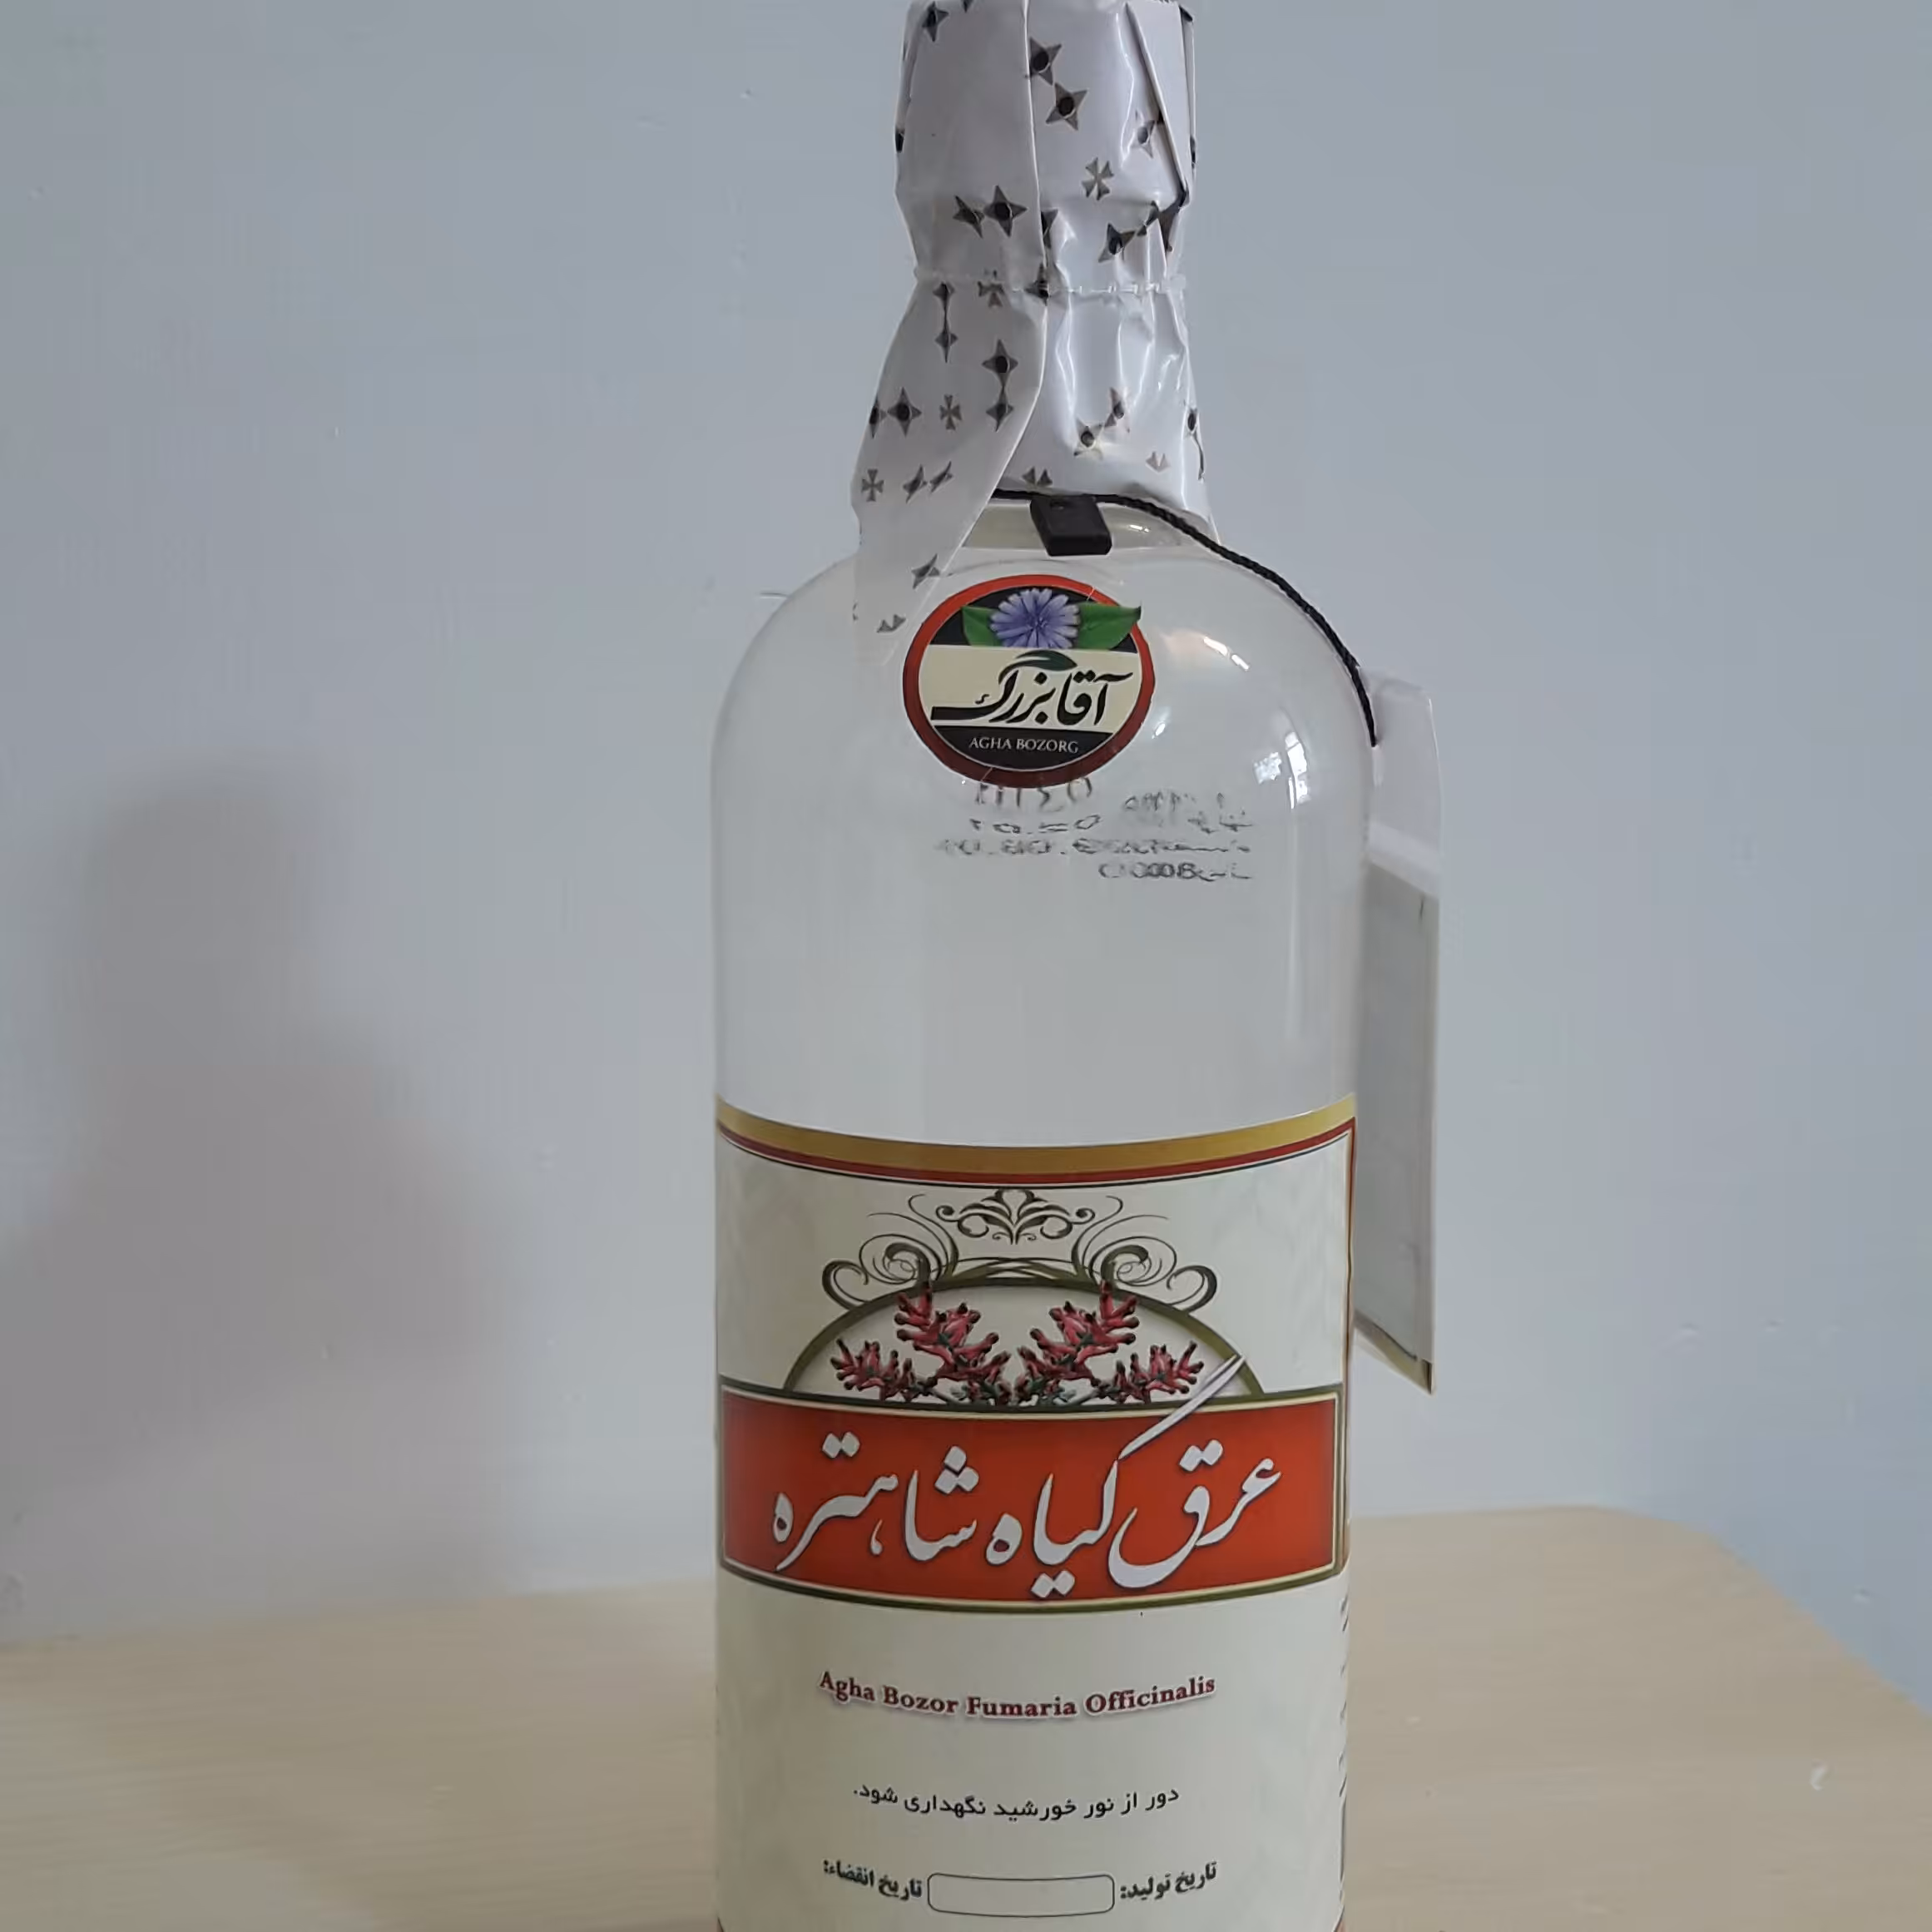 آقابزرگ
AGHA BOZORG
عرق گیاه شاهتره
Agha Bozor Fumaria Officinalis
دور از نور خورشید نگهداری شود.
تاریخ تولید: تاریخ انقضاء: